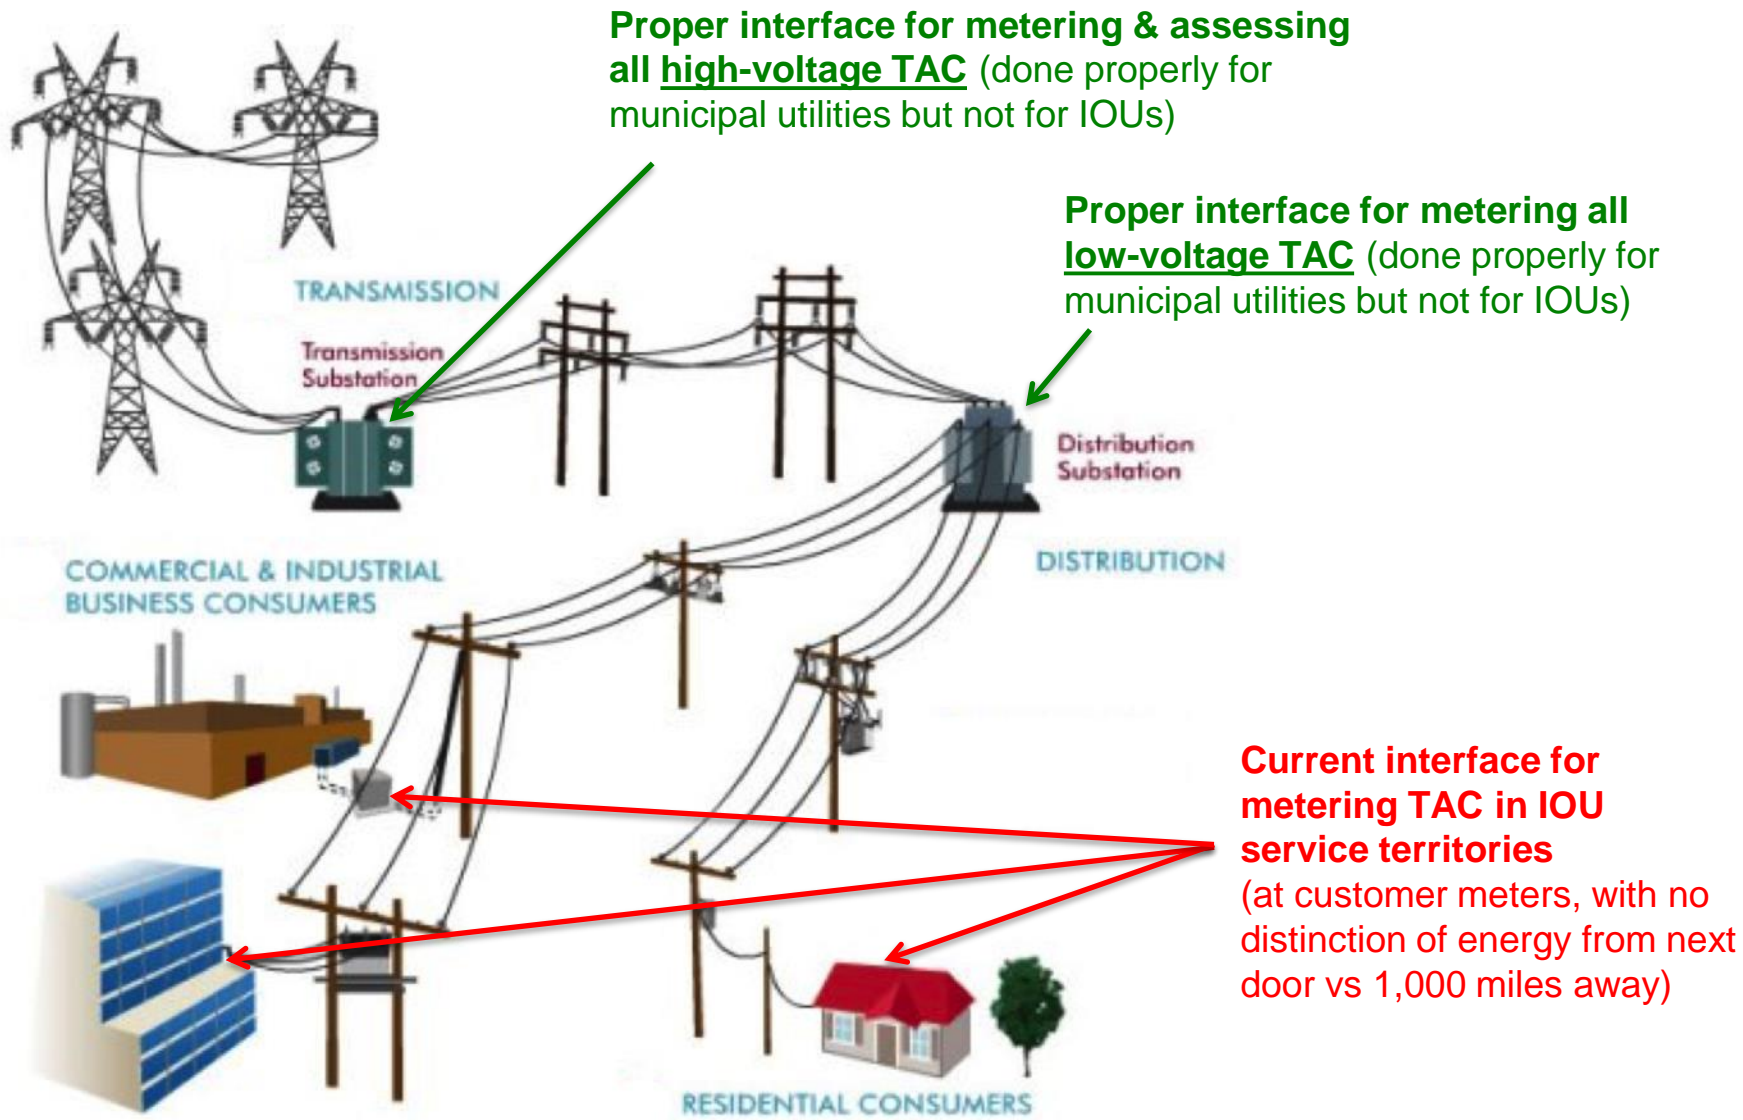 Proper interface for metering & assessing
all high-voltage TAC (done properly for
municipal utilities but not for IOUs)
Proper interface for metering all
low-voltage TAC (done properly for
municipal utilities but not for IOUs)
TRANSMISSION
Transmission
Substation
Distribution
Substation
DISTRIBUTION
COMMERCIAL & INDUSTRIAL
BUSINESS CONSUMERS
Current interface for
metering TAC in IOU
service territories
(at customer meters, with no
distinction of energy from next
door vs 1,000 miles away)
RESIDENTIAL CONSUMERS